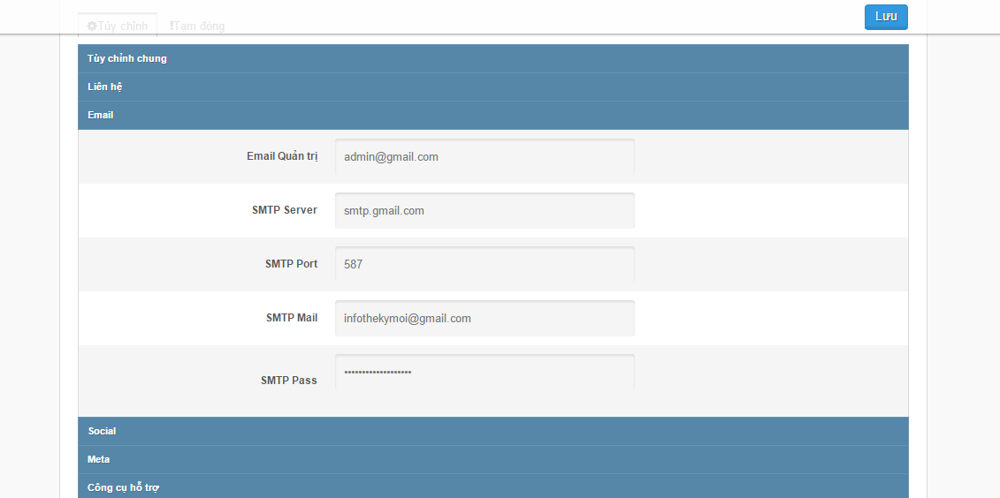 Tùy chỉnh Tạm đóng Lưu
Tùy chỉnh chung
Liên hệ
Email
Email Quản trị admin@gmail.com
SMTP Server smtp.gmail.com
SMTP Port 587
SMTP Mail infothekymoi@gmail.com
SMTP Pass •••••••••••••••••••
Social
Meta
Công cụ hỗ trợ